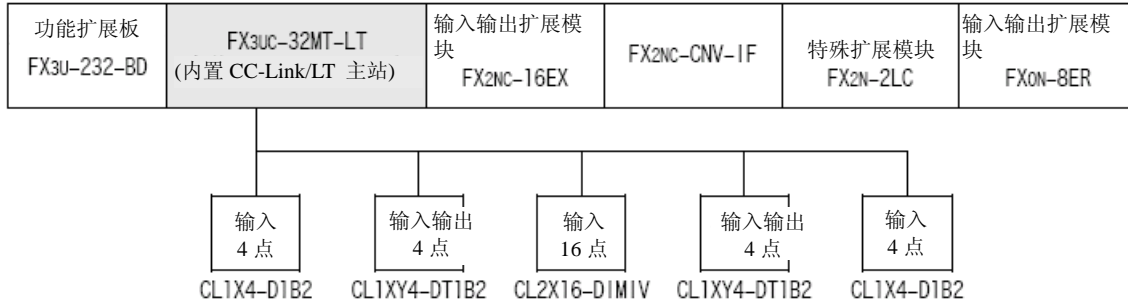 功能扩展板
FX3U-232-BD
FX3UC-32MT-LT
(内置 CC-Link/LT 主站)
输入输出扩展模
块
FX2NC-16EX
FX2NC-CNV-IF
特殊扩展模块
FX2N-2LC
输入输出扩展模
块
FX0N-8ER
输入
4 点
输入输出
4 点
输入
16 点
输入输出
4 点
输入
4 点
CL1X4-D1B2
CL1XY4-DT1B2
CL2X16-D1M1V
CL1XY4-DT1B2
CL1X4-D1B2